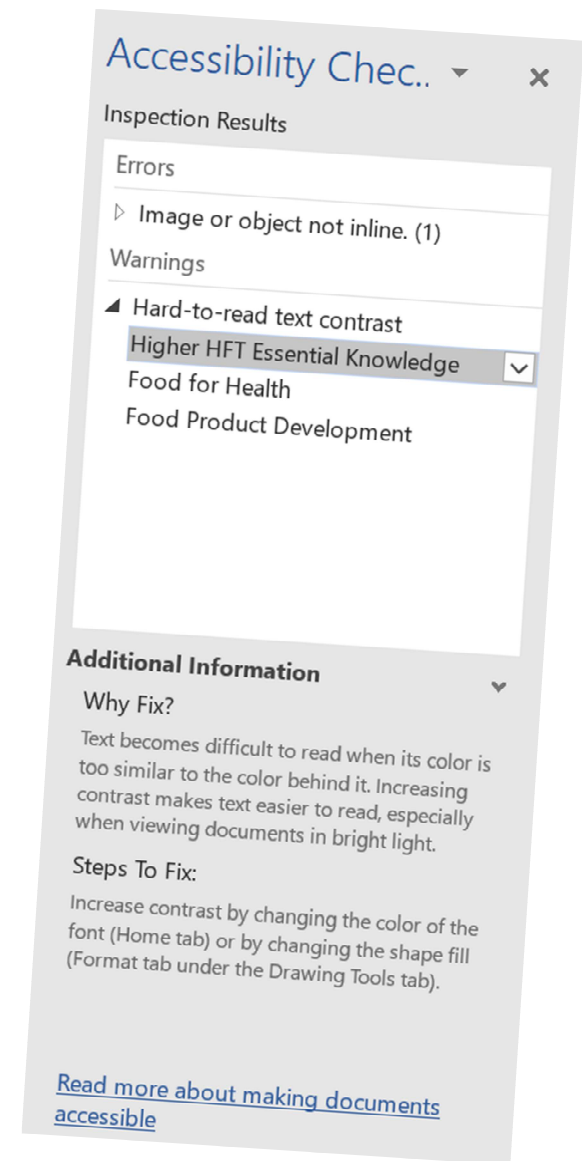 Accessibility Chec..
Inspection Results
Errors
Image or object not inline. (1)
Warnings
Hard-to-read text contrast
Higher HFT Essential Knowledge
Food for Health
Food Product Development
Additional Information
Why Fix?
Text becomes difficult to read when its color is
too similar to the color behind it. Increasing
contrast makes text easier to read, especially
when viewing documents in bright light.
Steps To Fix:
Increase contrast by changing the color of the
font (Home tab) or by changing the shape fill
(Format tab under the Drawing Tools tab).
Read more about making documents
accessible